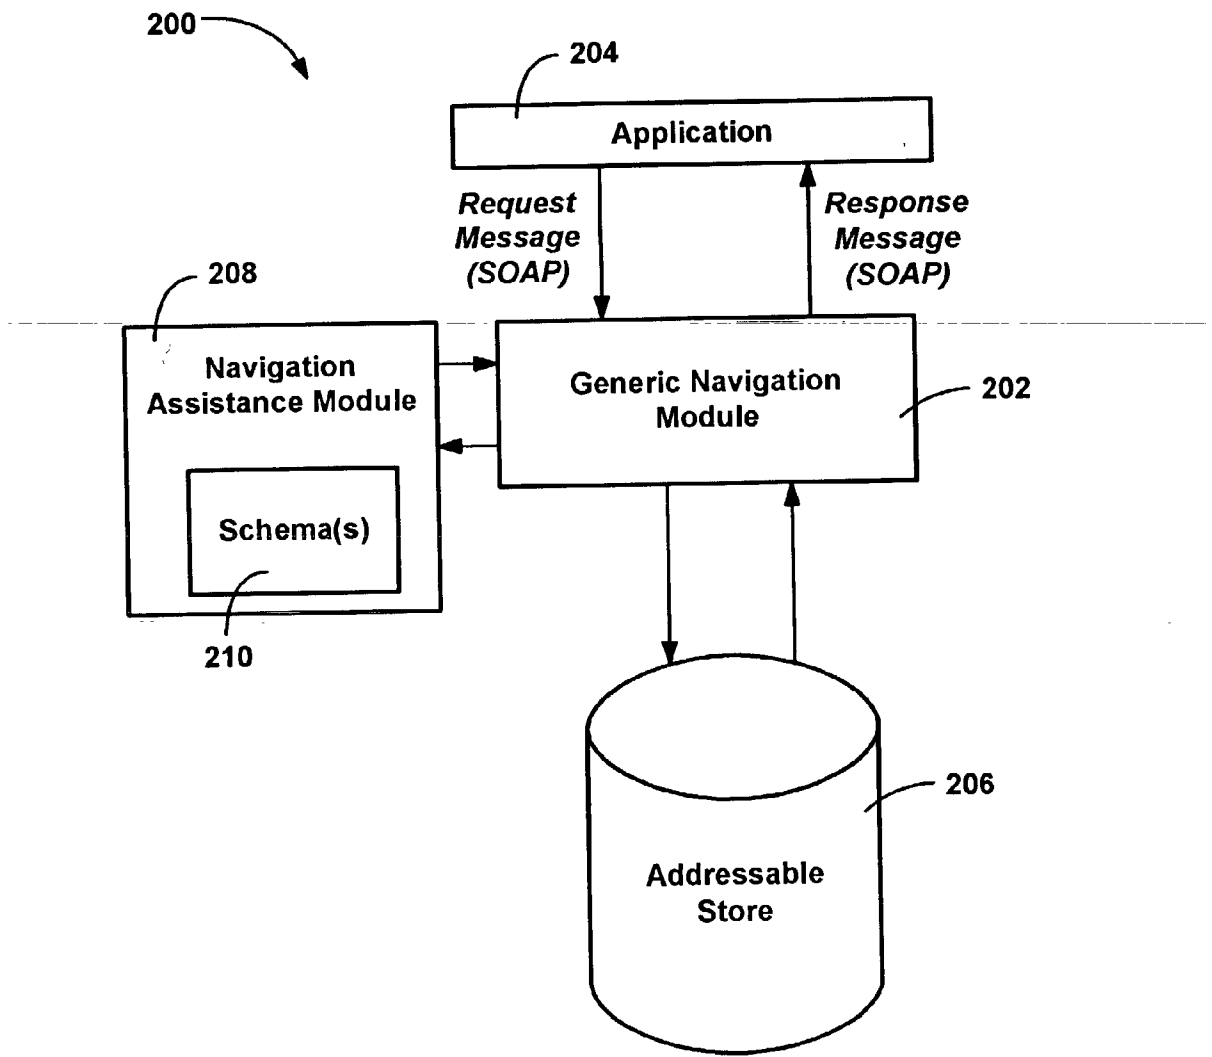 200
204
Application
Request
Message
(SOAP)
Response
Message
(SOAP)
208
Navigation
Assistance Module
Generic Navigation
Module
202
Schema(s)
210
206
Addressable
Store